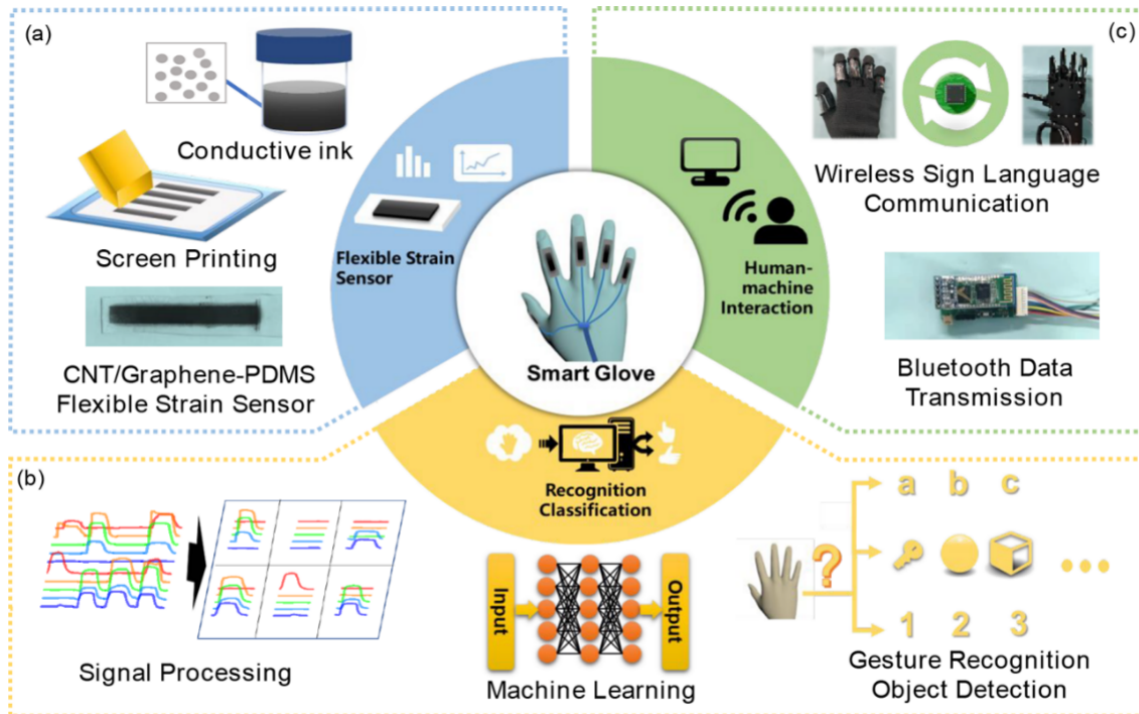 (a)
Conductive ink
Screen Printing
CNT/Graphene-PDMS
Flexible Strain Sensor
Flexible Strain
Sensor
Smart Glove
(c)
Wireless Sign Language
Communication
Human-
machine
Interaction
Bluetooth Data
Transmission
(b)
Recognition
Classification
Signal Processing
Input
Output
Machine Learning
?
a b c
1 2 3
Gesture Recognition
Object Detection